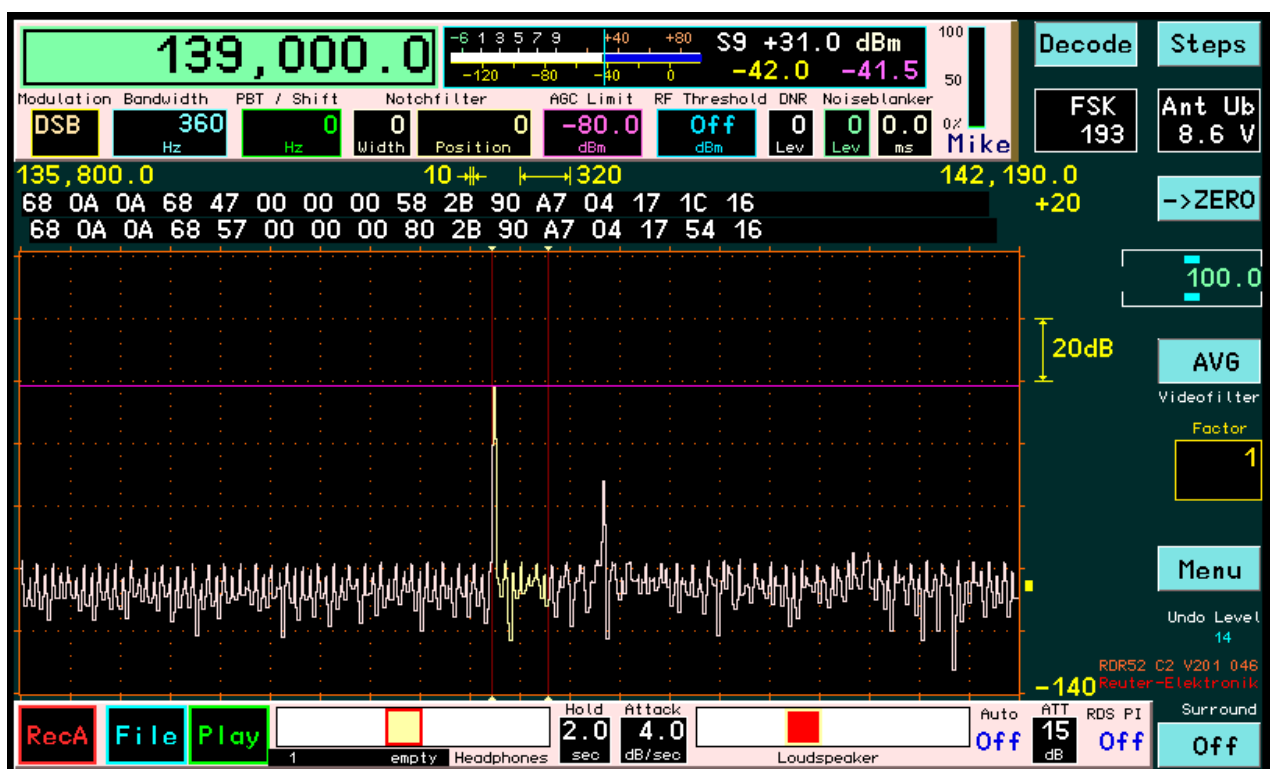 139,000.0
-6 1 3 5 7 9 +40 +80
-120 -80 -40 0
S9 +31.0 dBm
-42.0 -41.5
100
50
0%
Mike
Decode
Steps
Modulation Bandwidth PBT / Shift Notchfilter AGC Limit RF Threshold DNR Noiseblanker
DSB 360 0 0 0 -80.0 Off 0 0 0.0
Hz Hz Width Position dBm dBm Lev Lev ms
FSK
193
Ant Ub
8.6 V
135,800.0 10 320 142,190.0
68 0A 0A 68 47 00 00 00 58 2B 90 A7 04 17 1C 16
68 0A 0A 68 57 00 00 00 80 2B 90 A7 04 17 54 16
+20
->ZERO
100.0
20dB
AVG
Videofilter
Factor
1
Menu
Undo Level
14
RDR52 C2 V201 046
Reuter-Elektronik
-140
RecA
File
Play
1 empty Headphones
Hold
2.0
sec
Attack
4.0
dB/sec
Loudspeaker
Auto
Off
ATT
15
dB
RDS PI
Off
Surround
Off